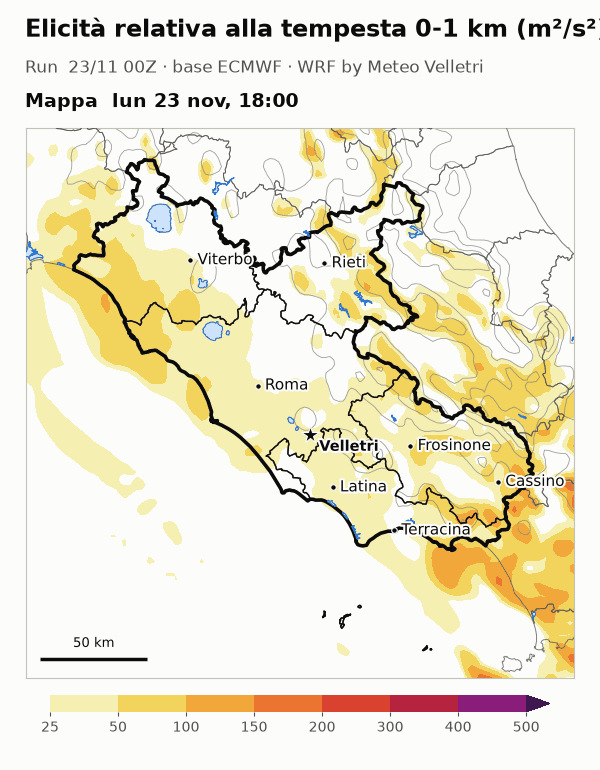 Elicità relativa alla tempesta 0-1 km (m²/s²)
Run 23/11 00Z · base ECMWF · WRF by Meteo Velletri
Mappa lun 23 nov, 18:00
Viterbo
Rieti
Roma
Velletri
Frosinone
Cassino
Latina
Terracina
50 km
25 50 100 150 200 300 400 500